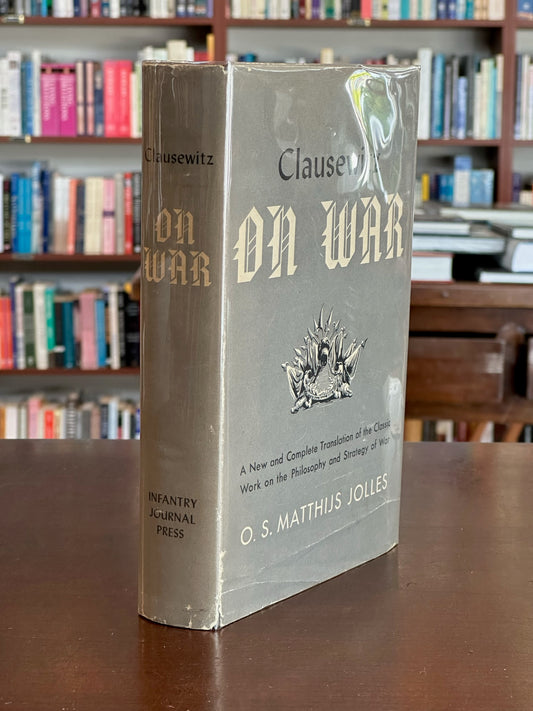 Clausewitz
ON
WAR
INFANTRY
JOURNAL
PRESS
Clausewitz
ON WAR
A New and Complete Translation of the Classic
Work on the Philosophy and Strategy of War
O. S. MATTHIJS JOLLES